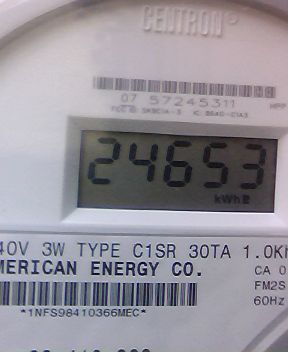 CENTRON®
07 57245311
24653
kWh
40V 3W TYPE C1SR 30TA 1.0K
MERICAN ENERGY CO.
CA 0
FM2S
60Hz
*1NFS98410366MEC*